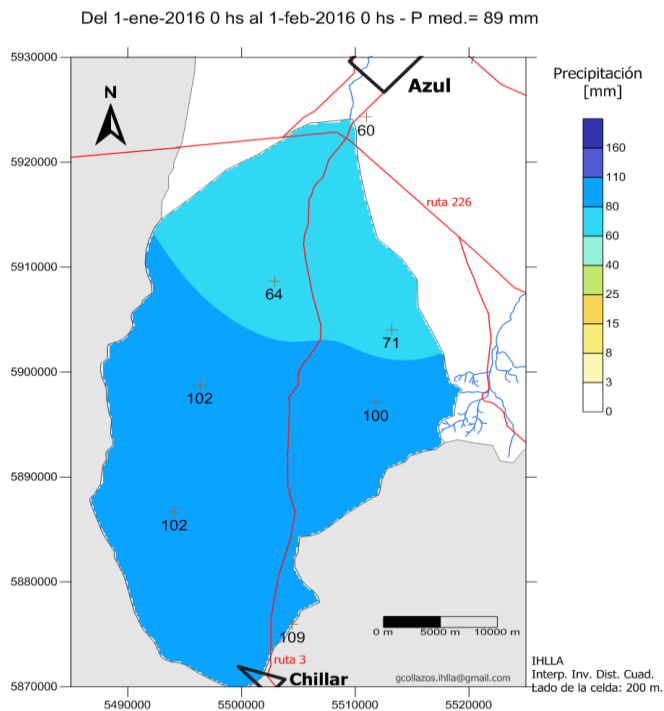 Del 1-ene-2016 0 hs al 1-feb-2016 0 hs - P med.= 89 mm
5930000
5920000
5910000
5900000
5890000
5880000
5870000
N
Azul
60
ruta 226
64
71
102
100
102
109
ruta 3
Chillar
0 m 5000 m 10000 m
gcollazos.ihlla@gmail.com
5490000 5500000 5510000 5520000
Precipitación
[mm]
160
110
80
60
40
25
15
8
3
0
IHLLA
Interp. Inv. Dist. Cuad.
Lado de la celda: 200 m.